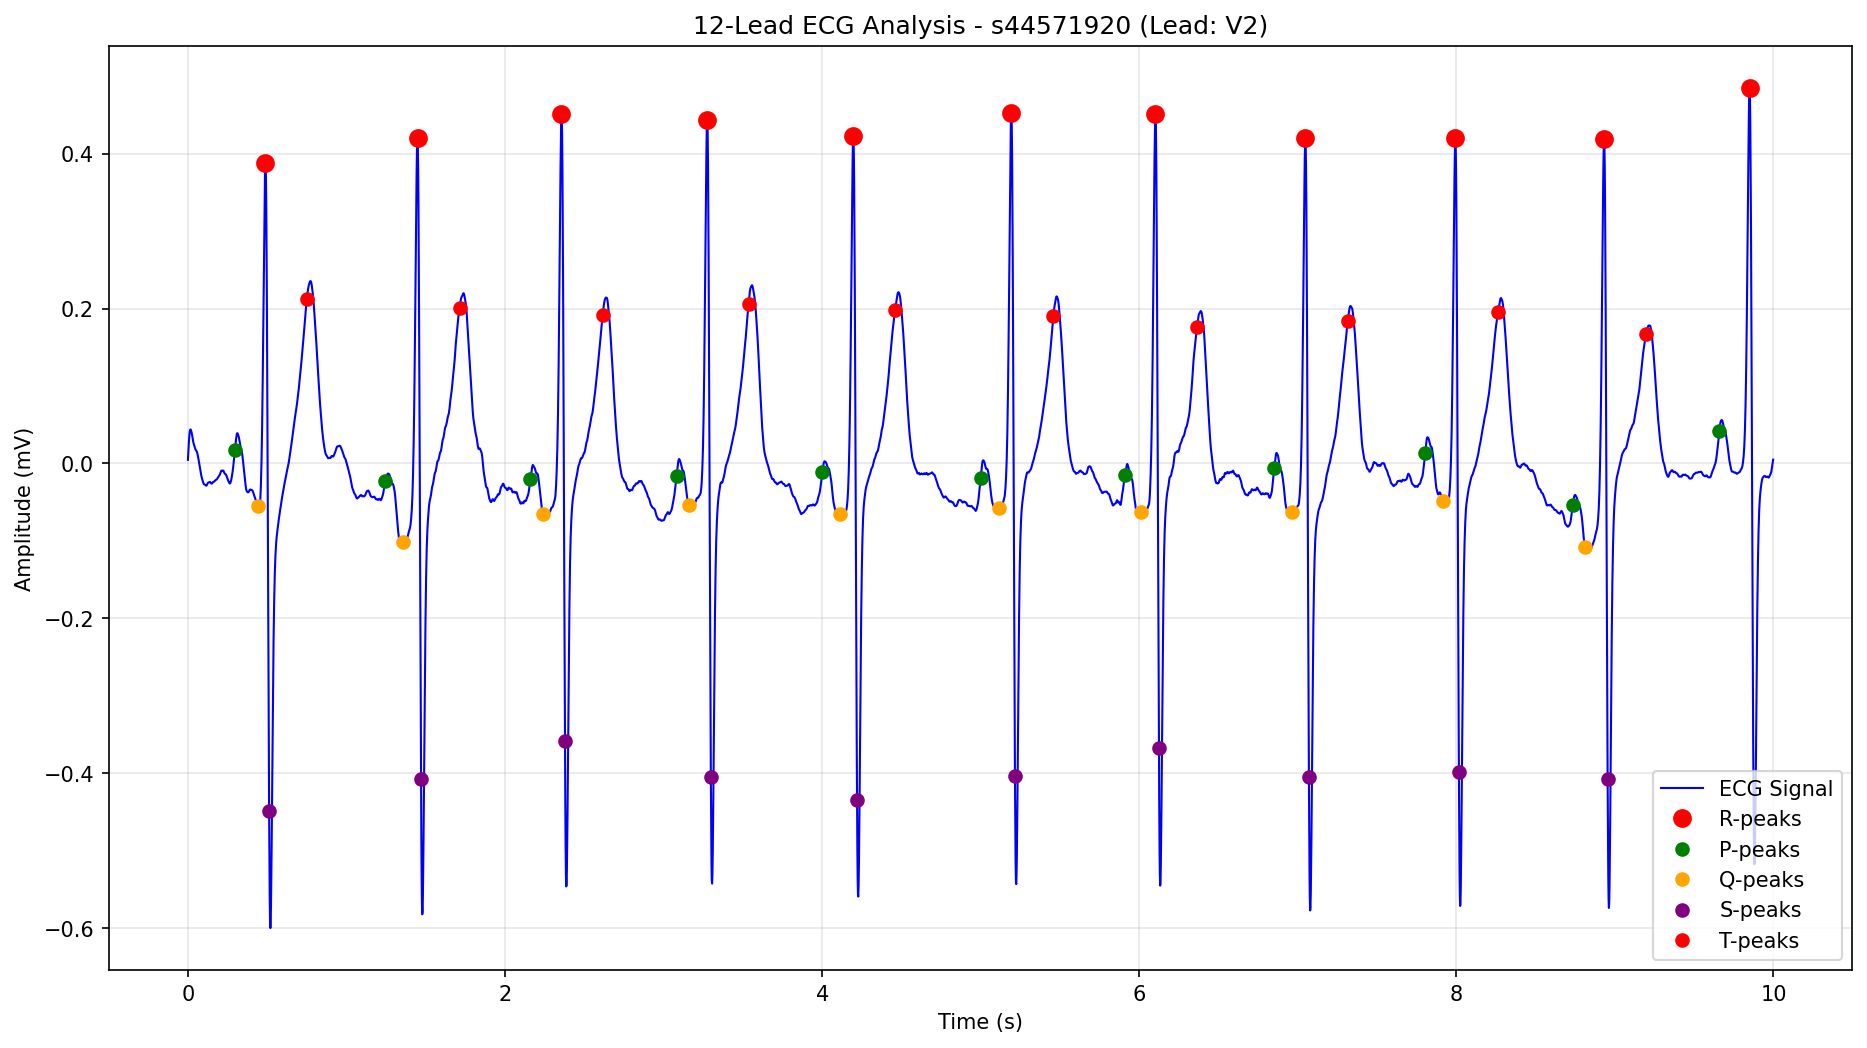 12-Lead ECG Analysis - s44571920 (Lead: V2)
Amplitude (mV)
0.4
0.2
0.0
−0.2
−0.4
−0.6
0 2 4 6 8 10
Time (s)
ECG Signal
R-peaks
P-peaks
Q-peaks
S-peaks
T-peaks